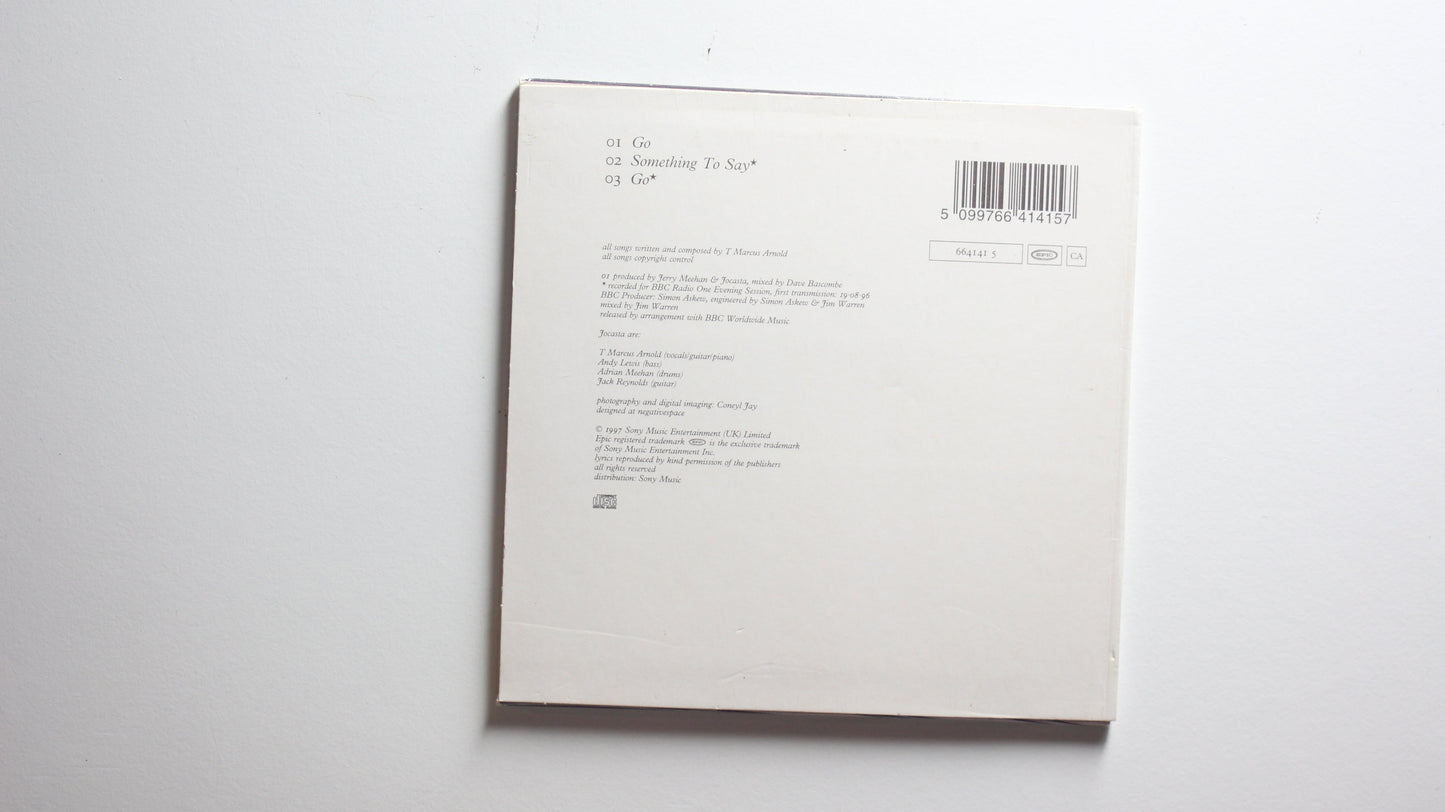 01 Go
02 Something To Say★
03 Go★
5 099766 414157
664141 5
EPIC
CA
all songs written and composed by T Marcus Arnold
all songs copyright control
01 produced by Jerry Meehan & Jocasta, mixed by Dave Bascombe
★ recorded for BBC Radio One Evening Session, first transmission: 19·08·96
BBC Producer: Simon Askew, engineered by Simon Askew & Jim Warren
mixed by Jim Warren
released by arrangement with BBC Worldwide Music
Jocasta are:
T Marcus Arnold (vocals/guitar/piano)
Andy Lewis (bass)
Adrian Meehan (drums)
Jack Reynolds (guitar)
photography and digital imaging: Coneyl Jay
designed at negativespace
© 1997 Sony Music Entertainment (UK) Limited
Epic registered trademark EPIC is the exclusive trademark
of Sony Music Entertainment Inc.
lyrics reproduced by kind permission of the publishers
all rights reserved
distribution: Sony Music
COMPACT
disc
DIGITAL AUDIO